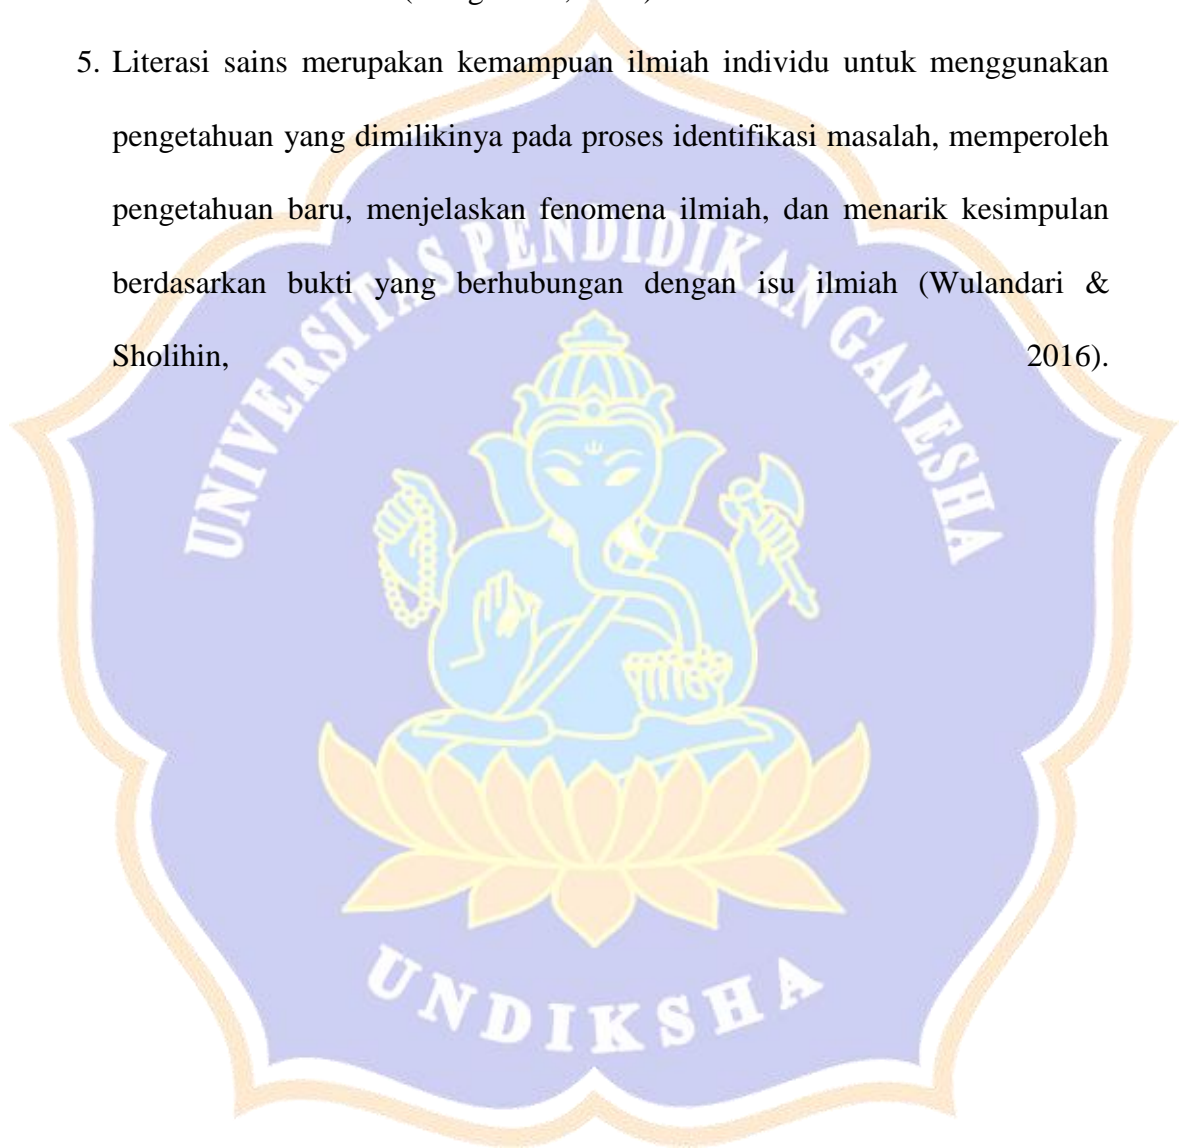 5. Literasi sains merupakan kemampuan ilmiah individu untuk menggunakan
pengetahuan yang dimilikinya pada proses identifikasi masalah, memperoleh
pengetahuan baru, menjelaskan fenomena ilmiah, dan menarik kesimpulan
berdasarkan bukti yang berhubungan dengan isu ilmiah (Wulandari &
Sholihin, 2016).
UNIVERSITAS PENDIDIKAN GANESHA
UNDIKSHA